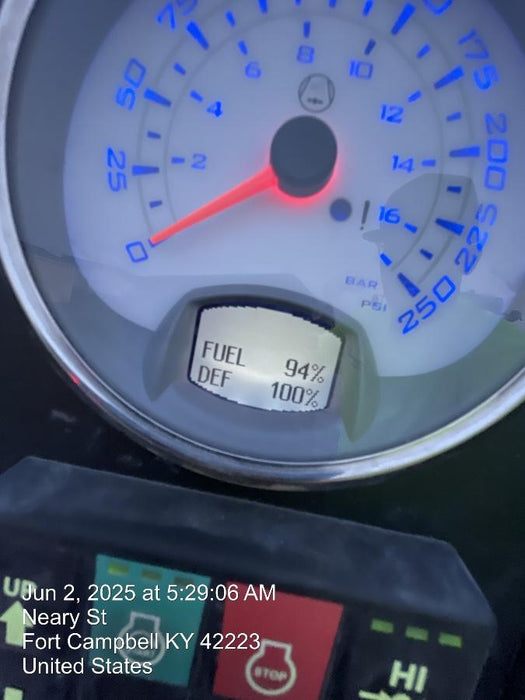 75
175
50
200
25
225
0
250
8
6
10
4
12
2
14
16
!
BAR
PSI
FUEL 94%
DEF 100%
UP
STOP
HI
Jun 2, 2025 at 5:29:06 AM
Neary St
Fort Campbell KY 42223
United States